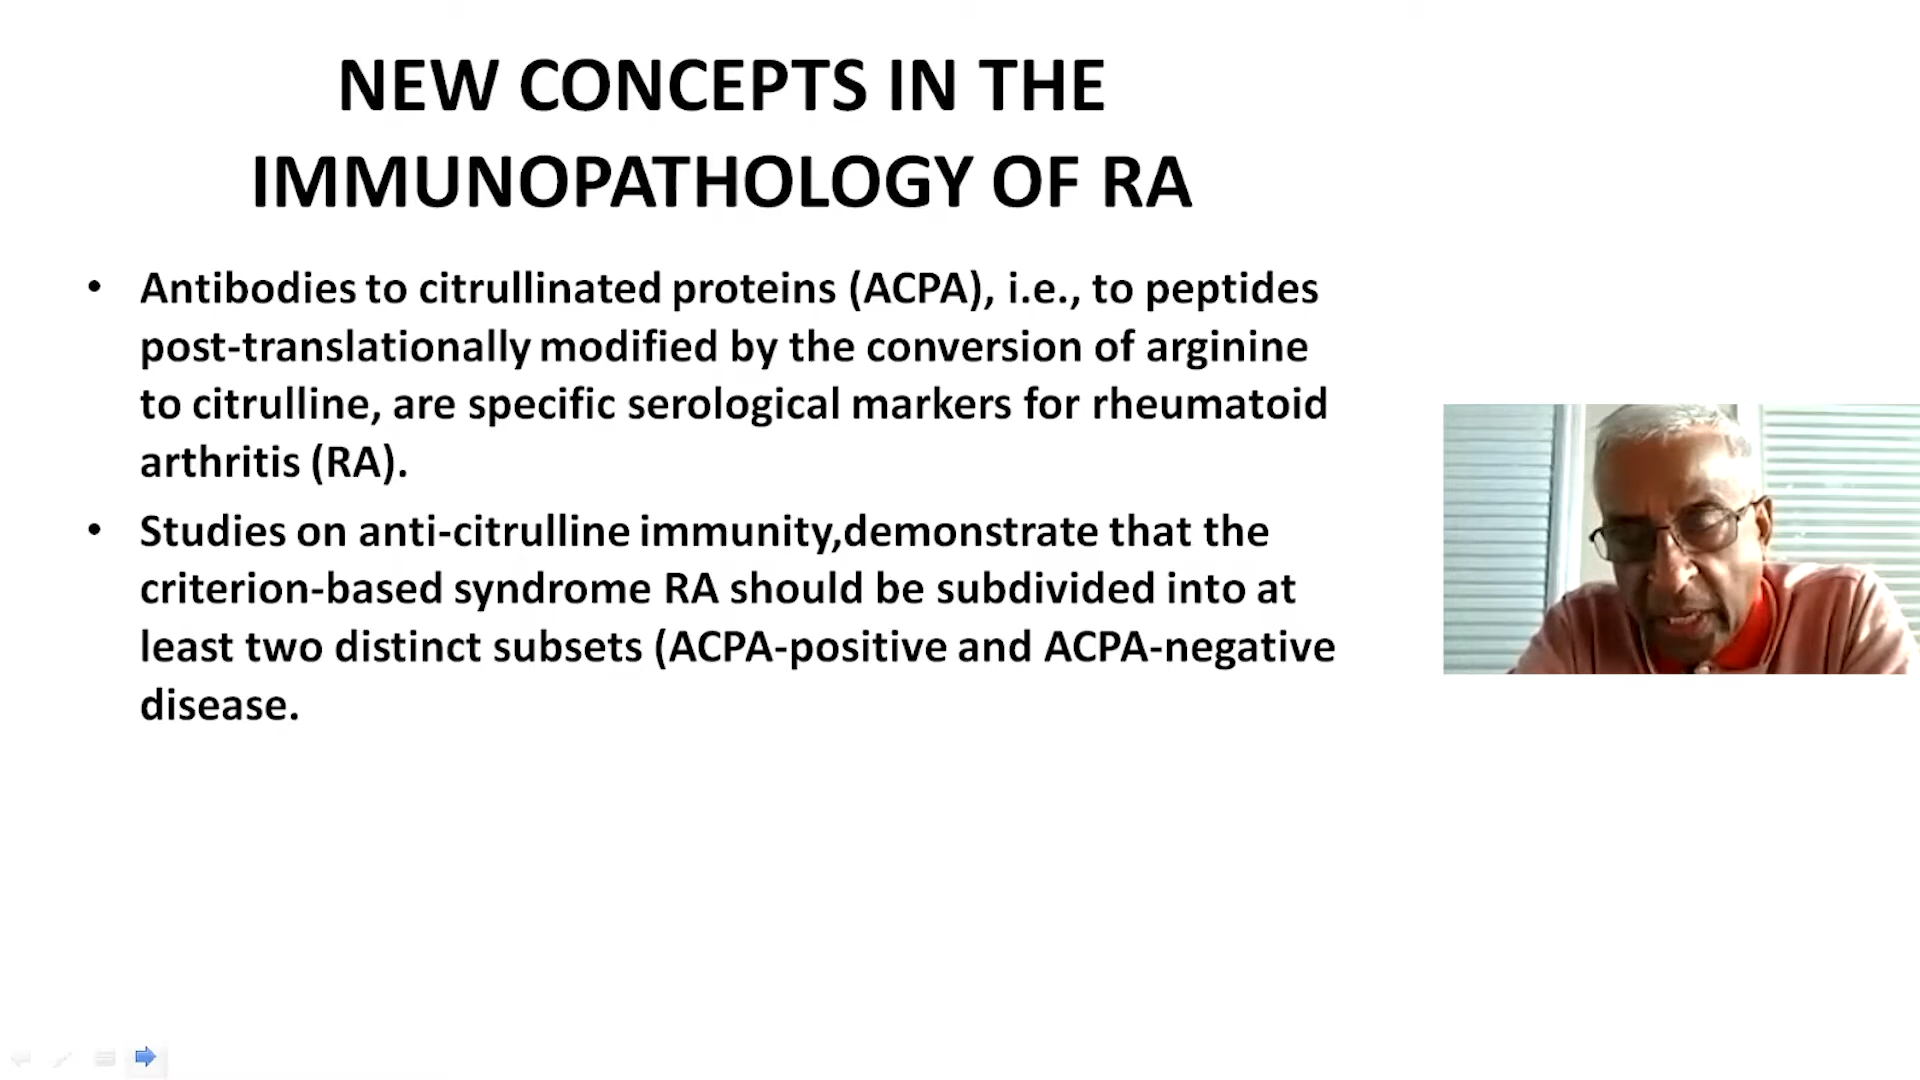 NEW CONCEPTS IN THE
IMMUNOPATHOLOGY OF RA
• Antibodies to citrullinated proteins (ACPA), i.e., to peptides
post-translationally modified by the conversion of arginine
to citrulline, are specific serological markers for rheumatoid
arthritis (RA).
• Studies on anti-citrulline immunity,demonstrate that the
criterion-based syndrome RA should be subdivided into at
least two distinct subsets (ACPA-positive and ACPA-negative
disease.